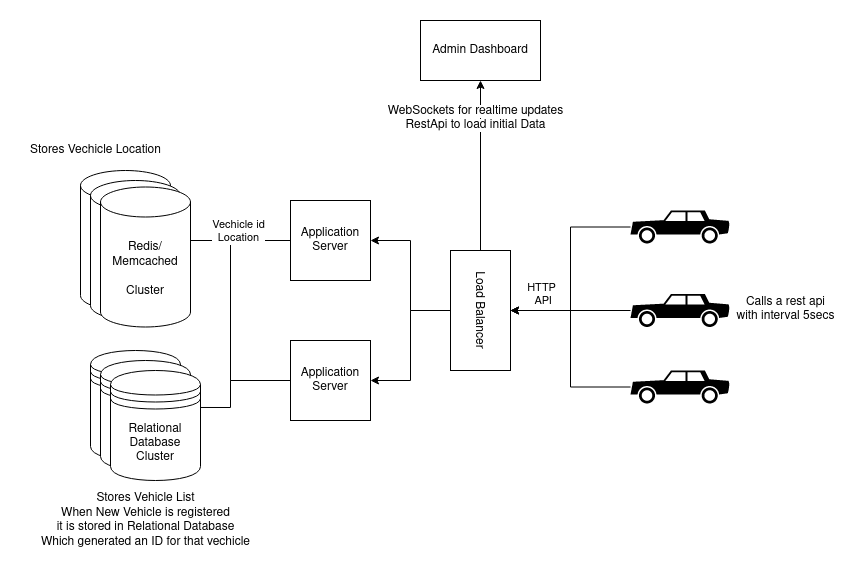 Admin Dashboard
WebSockets for realtime updates
RestApi to load initial Data
Stores Vechicle Location
Redis/
Memcached
Cluster
Vechicle id
Location
Application
Server
Load Balancer
HTTP
API
Calls a rest api
with interval 5secs
Application
Server
Relational
Database
Cluster
Stores Vehicle List
When New Vehicle is registered
it is stored in Relational Database
Which generated an ID for that vechicle